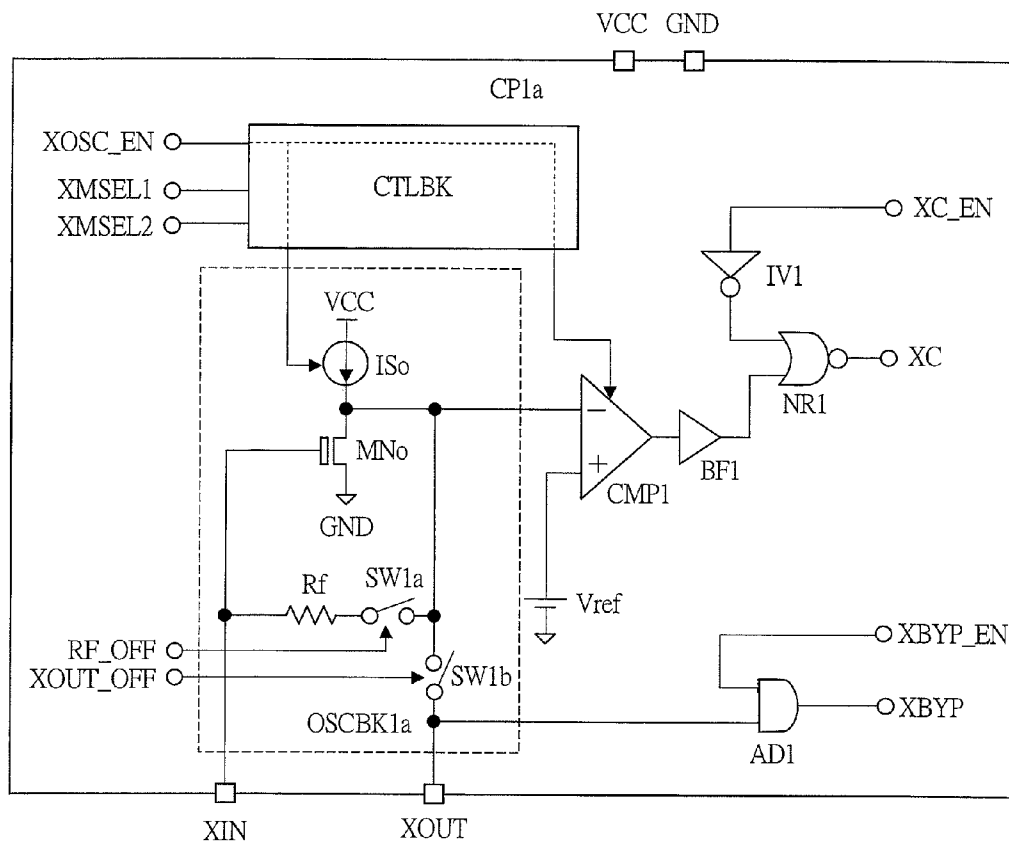 VCC GND
CP1a
XOSC_EN
XMSEL1
CTLBK
XMSEL2
XC_EN
IV1
VCC
ISo
XC
NR1
MNo
BF1
CMP1
GND
Rf
SW1a
Vref
RF_OFF
XBYP_EN
XOUT_OFF
SW1b
XBYP
OSCBK1a
AD1
XIN
XOUT